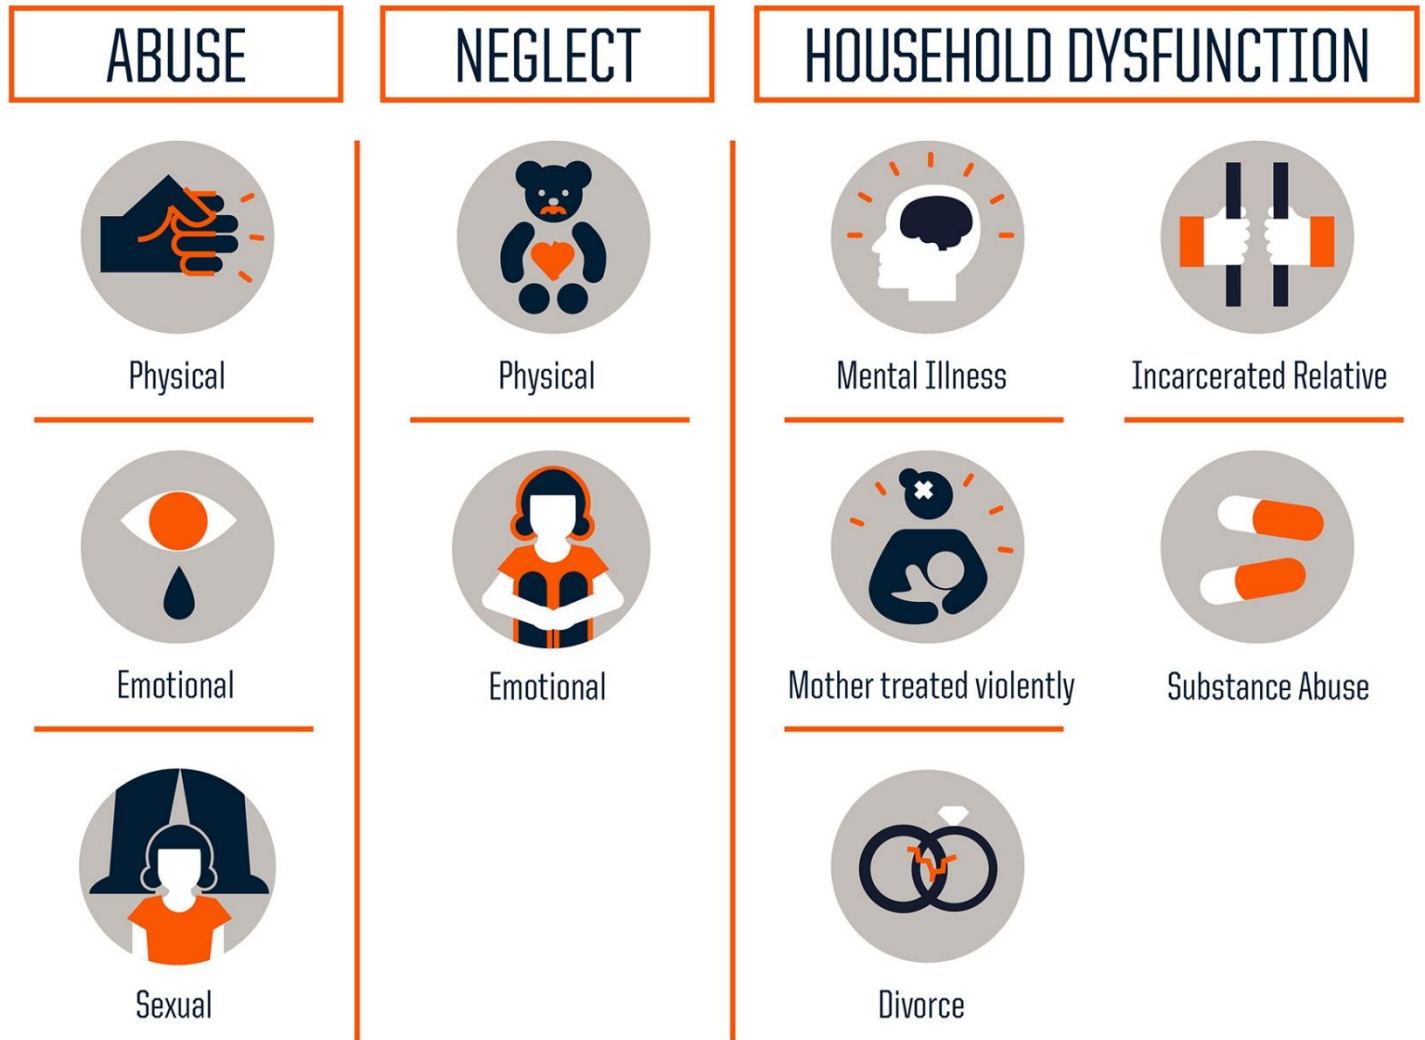 ABUSE
Physical
Emotional
Sexual
NEGLECT
Physical
Emotional
HOUSEHOLD DYSFUNCTION
Mental Illness
Incarcerated Relative
Mother treated violently
Substance Abuse
Divorce